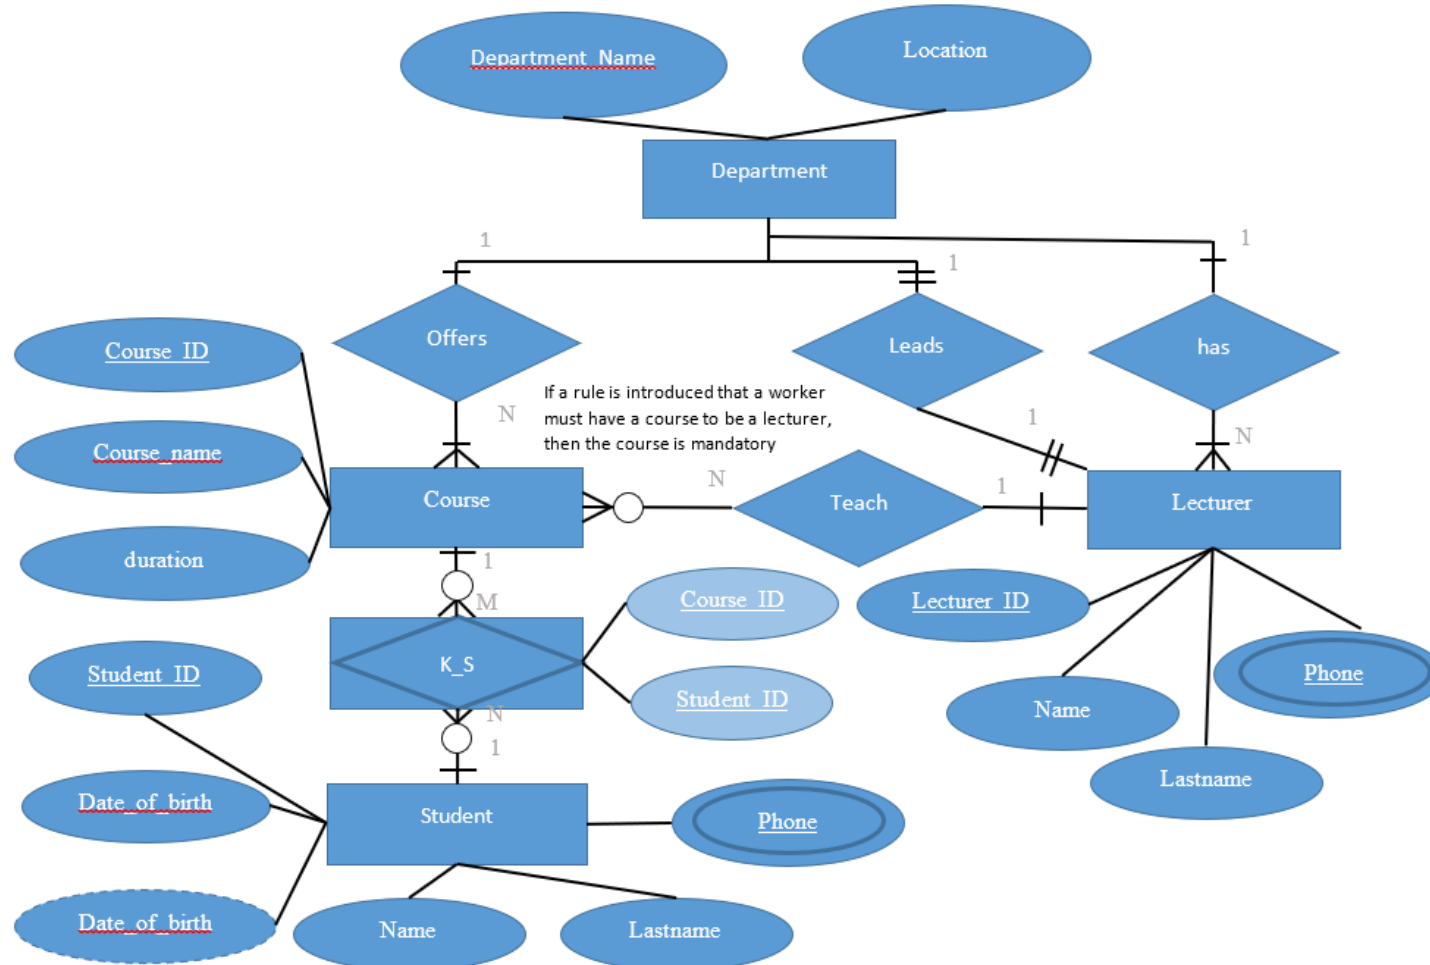 Department_Name
Location
Department
1
1
1
Offers
Leads
has
Course_ID
If a rule is introduced that a worker
must have a course to be a lecturer,
then the course is mandatory
N
1
N
Course_name
N
1
Course
Teach
Lecturer
duration
1
M
Course_ID
Lecturer_ID
K_S
Student_ID
Student_ID
Phone
N
Name
1
Lastname
Date_of_birth
Student
Phone
Date_of_birth
Name
Lastname